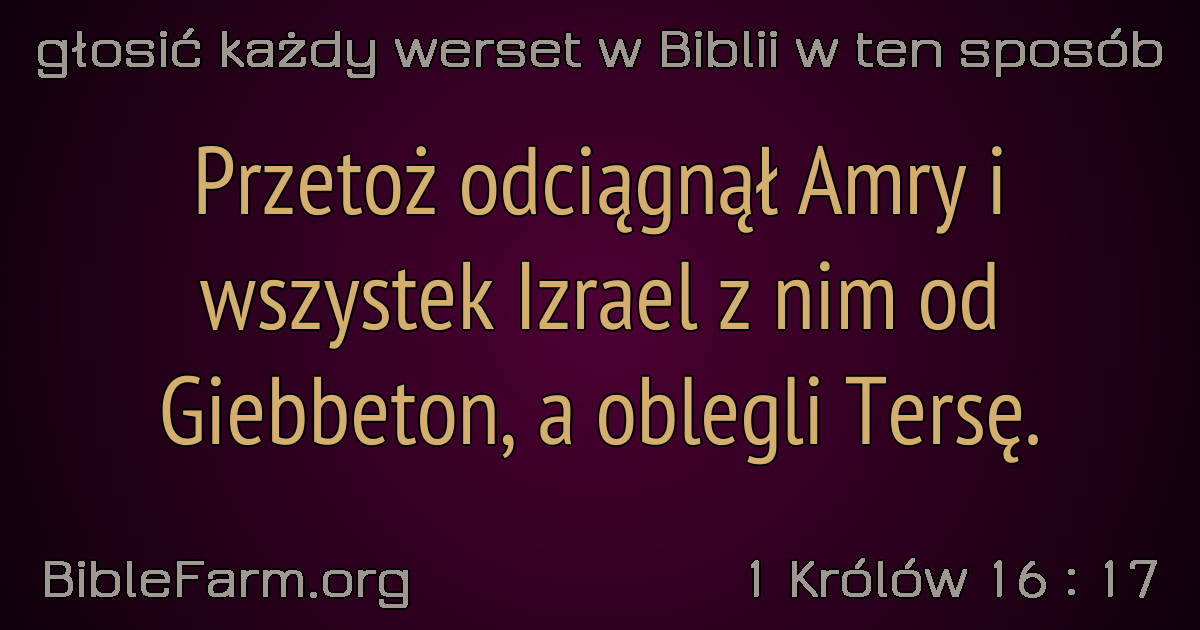 głosić każdy werset w Biblii w ten sposób
Przetoż odciągnął Amry i
wszystek Izrael z nim od
Giebbeton, a oblegli Tersę.
BibleFarm.org
1 Królów 16 : 17